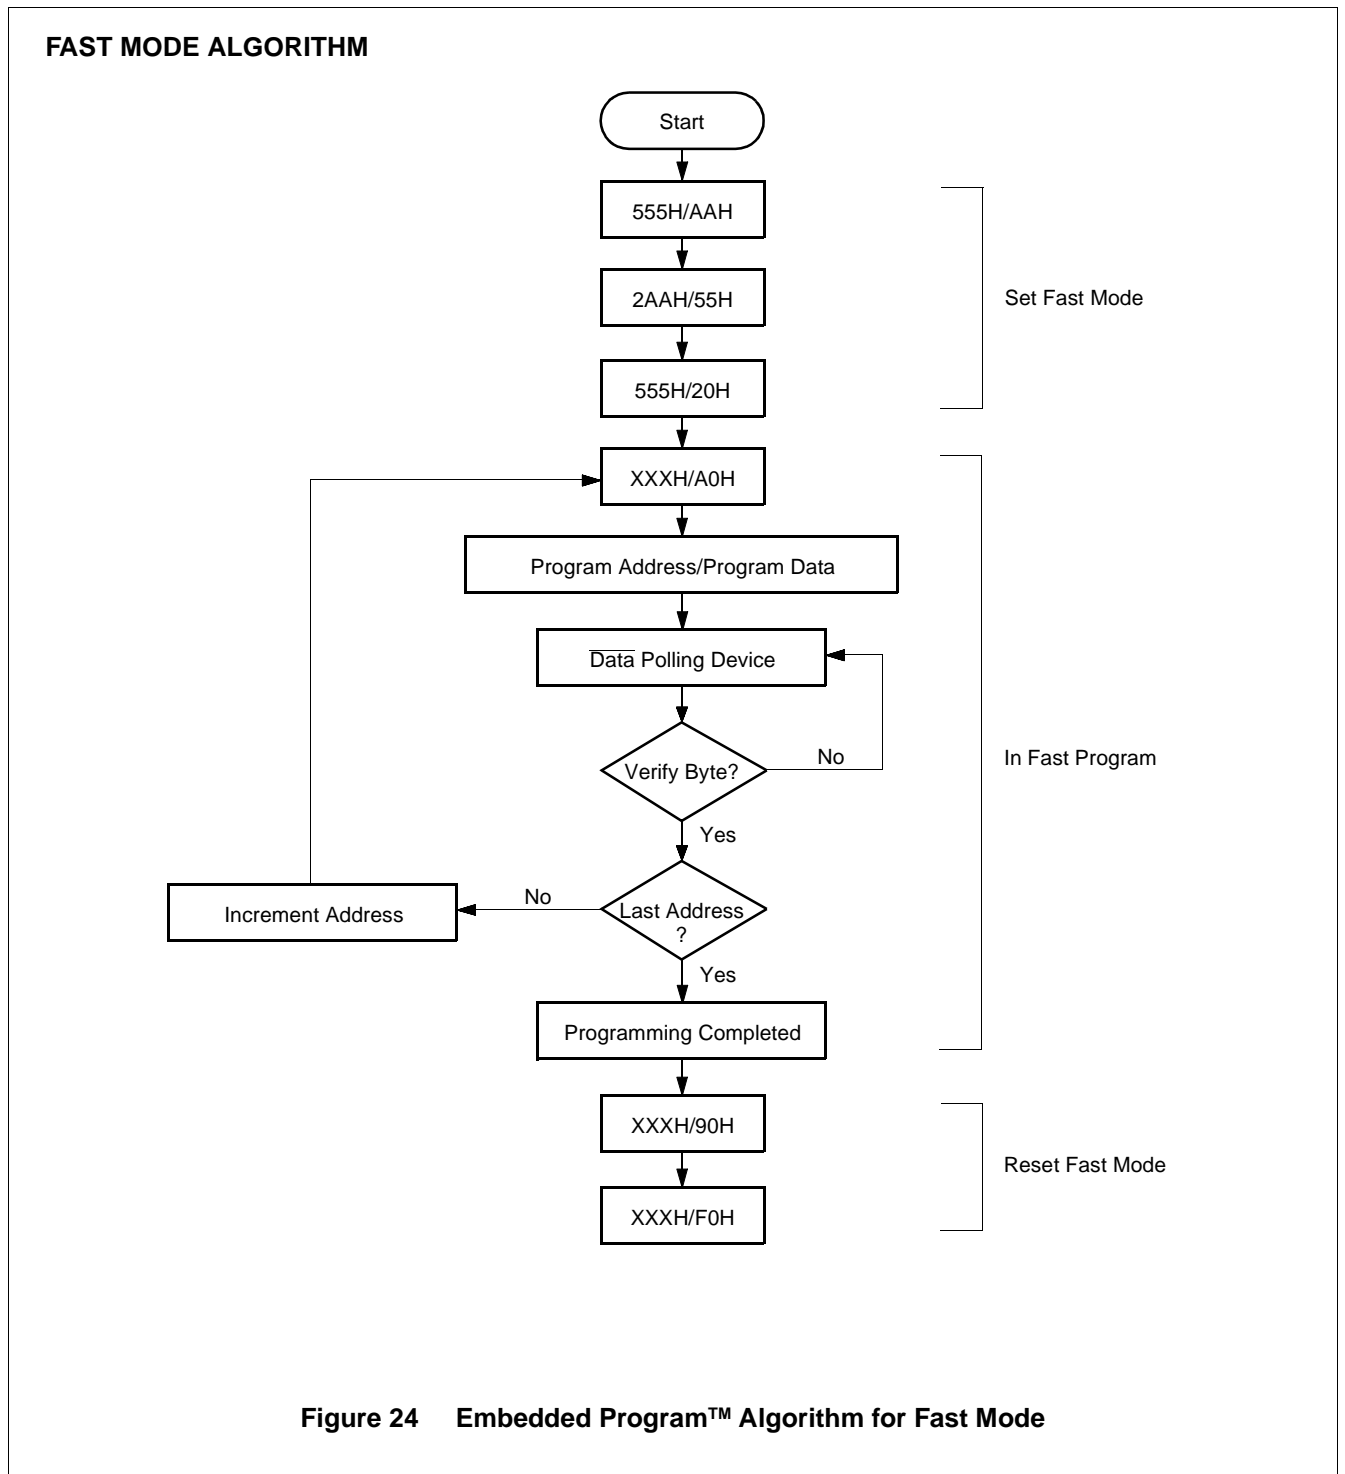 FAST MODE ALGORITHM
Start
555H/AAH
2AAH/55H
Set Fast Mode
555H/20H
XXXH/A0H
Program Address/Program Data
Data Polling Device
In Fast Program
No
Verify Byte?
Yes
No
Increment Address
Last Address
?
Yes
Programming Completed
XXXH/90H
Reset Fast Mode
XXXH/F0H
Figure 24 Embedded Program™ Algorithm for Fast Mode